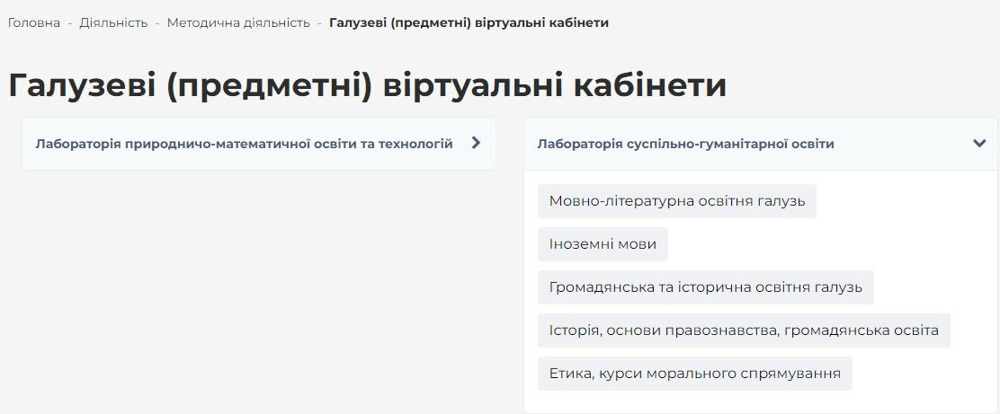 Головна - Діяльність - Методична діяльність - Галузеві (предметні) віртуальні кабінети
Галузеві (предметні) віртуальні кабінети
Лабораторія природничо-математичної освіти та технологій
Лабораторія суспільно-гуманітарної освіти
Мовно-літературна освітня галузь
Іноземні мови
Громадянська та історична освітня галузь
Історія, основи правознавства, громадянська освіта
Етика, курси морального спрямування